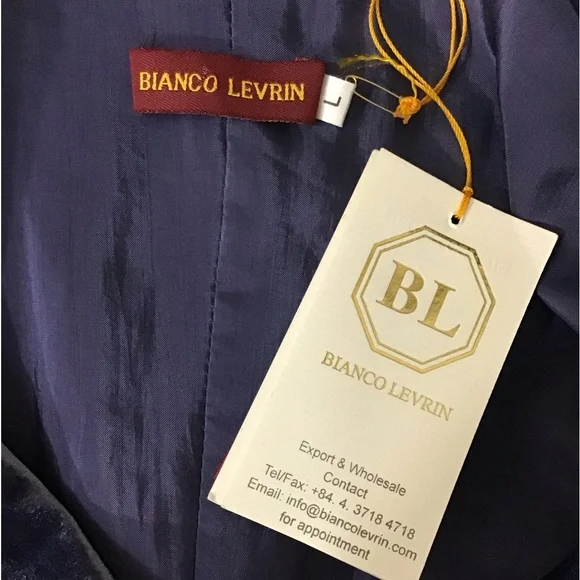 BIANCO LEVRIN
L
BL
BIANCO LEVRIN
Export & Wholesale
Contact
Tel/Fax: +84. 4. 3718 4718
Email: info@biancolevrin.com
for appointment